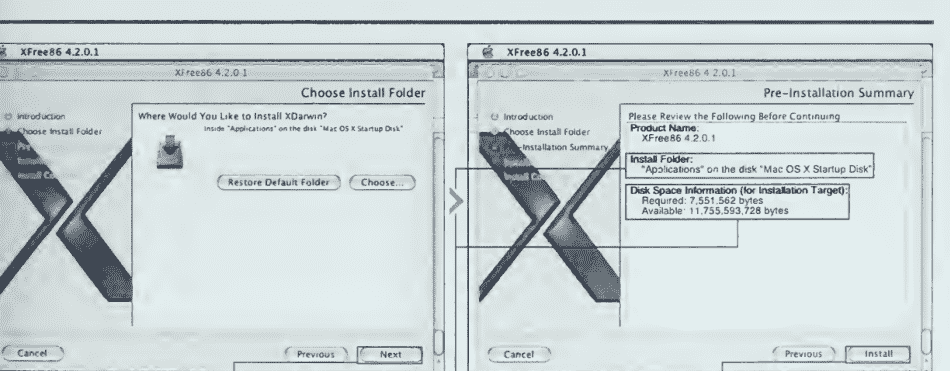 XFree86 4.2.0.1
XFree86 4.2.0.1
Choose Install Folder
Introduction
Choose Install Folder
Where Would You Like to Install XDarwin?
Inside "Applications" on the disk "Mac OS X Startup Disk"
Restore Default Folder
Choose...
Cancel
Previous
Next
XFree86 4.2.0.1
XFree86 4.2.0.1
Pre-Installation Summary
Introduction
Choose Install Folder
-Installation Summary
Install
Please Review the Following Before Continuing
Product Name:
XFree86 4.2.0.1
Install Folder:
"Applications" on the disk "Mac OS X Startup Disk"
Disk Space Information (for Installation Target):
Required: 7,551,562 bytes
Available: 11,755,593,728 bytes
Cancel
Previous
Install